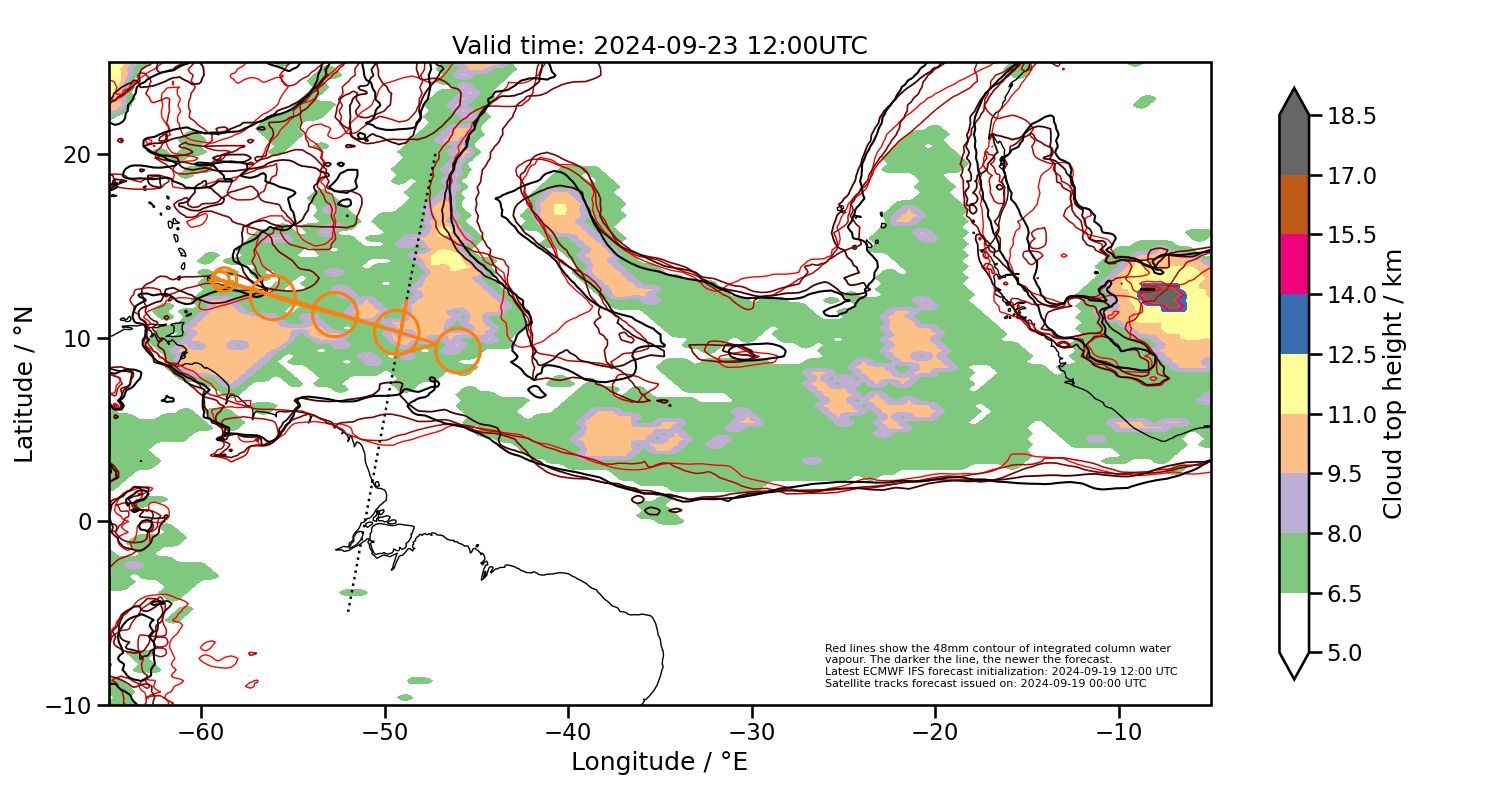 Valid time: 2024-09-23 12:00UTC
20
10
0
−10
Latitude / °N
−60
−50
−40
−30
−20
−10
Longitude / °E
Red lines show the 48mm contour of integrated column water
vapour. The darker the line, the newer the forecast.
Latest ECMWF IFS forecast initialization: 2024-09-19 12:00 UTC
Satellite tracks forecast issued on: 2024-09-19 00:00 UTC
18.5
17.0
15.5
14.0
12.5
11.0
9.5
8.0
6.5
5.0
Cloud top height / km